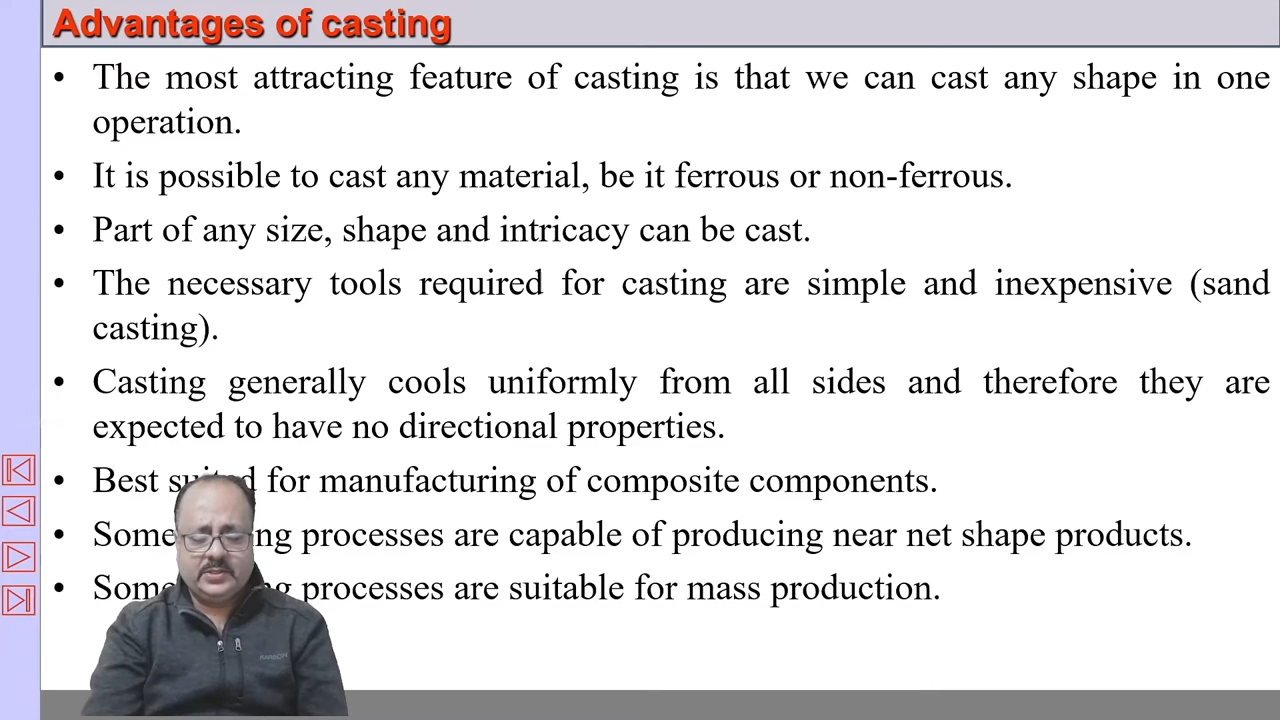 Advantages of casting
• The most attracting feature of casting is that we can cast any shape in one
operation.
• It is possible to cast any material, be it ferrous or non-ferrous.
• Part of any size, shape and intricacy can be cast.
• The necessary tools required for casting are simple and inexpensive (sand
casting).
• Casting generally cools uniformly from all sides and therefore they are
expected to have no directional properties.
• Best suited for manufacturing of composite components.
• Some processes are capable of producing near net shape products.
• Some processes are suitable for mass production.